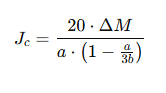 J_c = \frac{20 \cdot \Delta M}{a \cdot \left(1 - \frac{a}{3b}\right)}